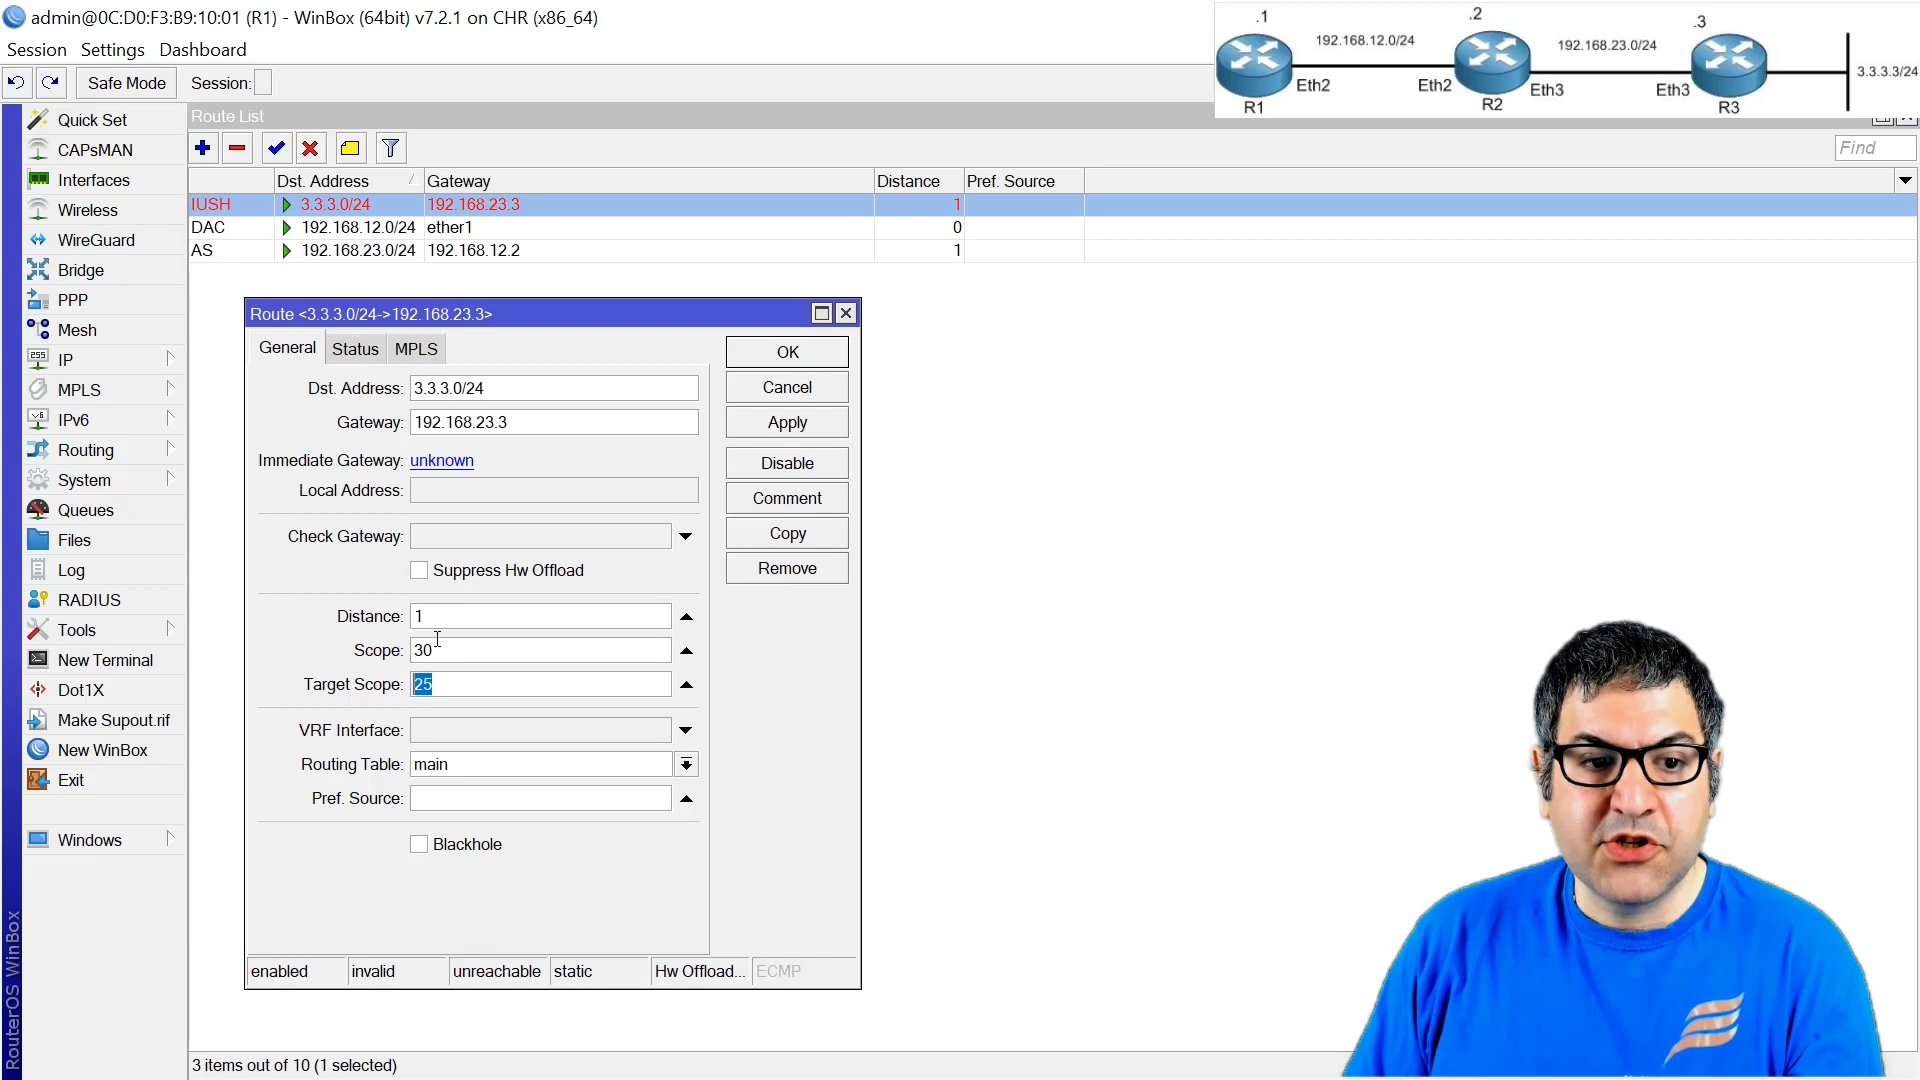 admin@0C:D0:F3:B9:10:01 (R1) - WinBox (64bit) v7.2.1 on CHR (x86_64)
Session Settings Dashboard
Safe Mode Session:
.1 .2 .3
192.168.12.0/24 192.168.23.0/24
Eth2 Eth2 Eth3 Eth3 3.3.3.3/24
R1 R2 R3
Quick Set
CAPsMAN
Interfaces
Wireless
WireGuard
Bridge
PPP
Mesh
IP
MPLS
IPv6
Routing
System
Queues
Files
Log
RADIUS
Tools
New Terminal
Dot1X
Make Supout.rif
New WinBox
Exit
Windows
RouterOS WinBox
Route List
Find
Dst. Address Gateway Distance Pref. Source
IUSH 3.3.3.0/24 192.168.23.3 1
DAC 192.168.12.0/24 ether1 0
AS 192.168.23.0/24 192.168.12.2 1
Route <3.3.3.0/24->192.168.23.3>
General Status MPLS
Dst. Address: 3.3.3.0/24
Gateway: 192.168.23.3
Immediate Gateway: unknown
Local Address:
Check Gateway:
Suppress Hw Offload
Distance: 1
Scope: 30
Target Scope: 25
VRF Interface:
Routing Table: main
Pref. Source:
Blackhole
OK
Cancel
Apply
Disable
Comment
Copy
Remove
enabled invalid unreachable static Hw Offload... ECMP
3 items out of 10 (1 selected)